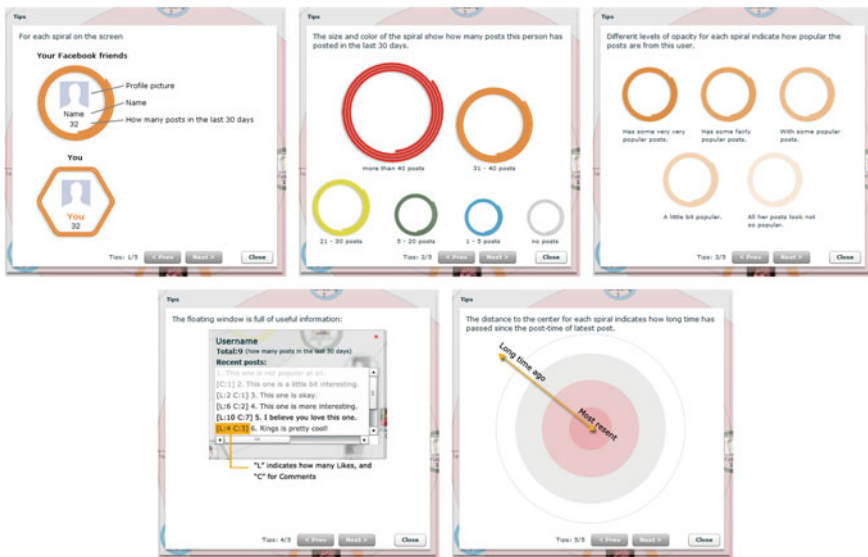 Tips
For each spiral on the screen
Your Facebook friends
Profile picture
Name
Name
32
How many posts in the last 30 days
You
You
32
Tips: 1/5 < Prev Next > Close
Tips
The size and color of the spiral show how many posts this person has
posted in the last 30 days.
more than 40 posts
31 - 40 posts
21 - 30 posts
5 - 20 posts
1 - 5 posts
no posts
Tips: 2/5 < Prev Next > Close
Tips
Different levels of opacity for each spiral indicate how popular the
posts are from this user.
Has some very very
popular posts.
Has some fairly
popular posts.
With some popular
posts.
A little bit popular.
All her posts look not
so popular.
Tips: 3/5 < Prev Next > Close
Tips
The floating window is full of useful information:
Username
Total:9 (how many posts in the last 30 days)
Recent posts:
1. This one is not popular at all.
[C:1] 2. This one is a little bit interesting.
[L:2 C:1] 3. This one is okay.
[L:6 C:2] 4. This one is more interesting.
[L:10 C:7] 5. I believe you love this one.
[L:4 C:3] 6. Rings is pretty cool!
"L" indicates how many Likes, and
"C" for Comments
Tips: 4/5 < Prev Next > Close
Tips
The distance to the center for each spiral indicates how long time has
passed since the post-time of latest post.
Long time ago
Most resent
Tips: 5/5 < Prev Next > Close